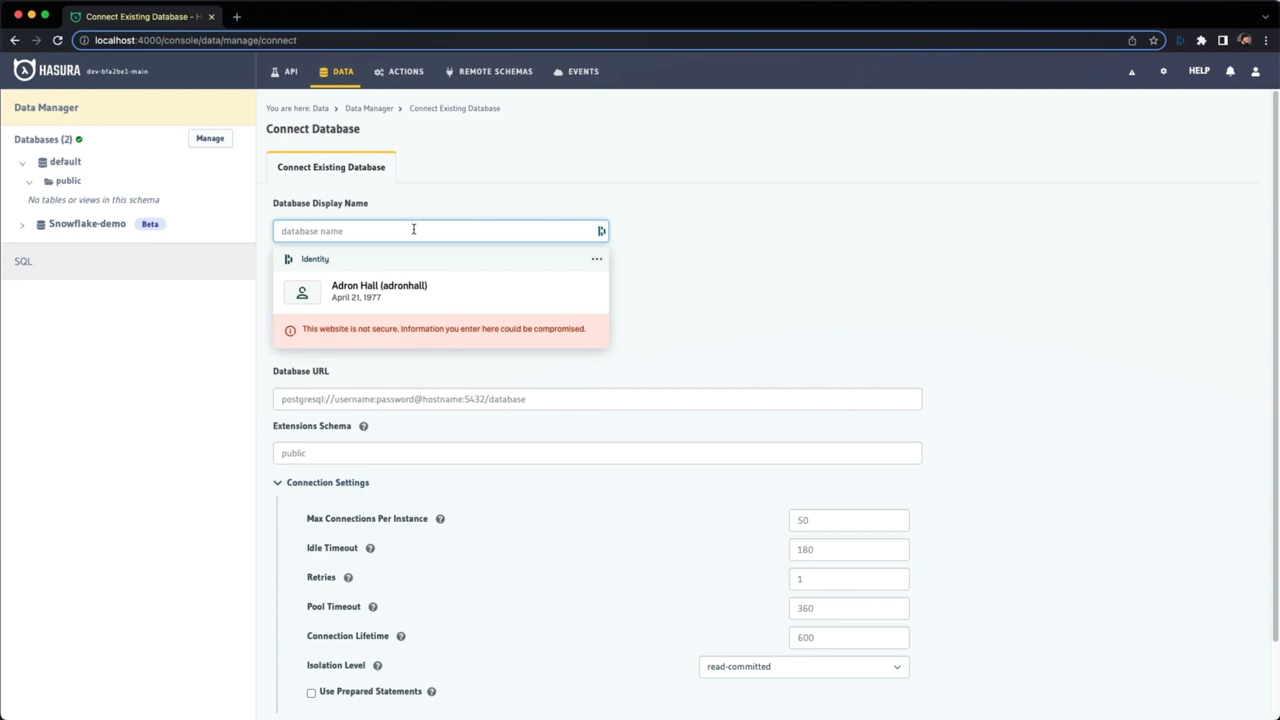 Connect Existing Database - H
localhost:4000/console/data/manage/connect
HASURA dev-bfa2be1-main
API DATA ACTIONS REMOTE SCHEMAS EVENTS HELP
Data Manager
Databases (2) Manage
default
public
No tables or views in this schema
Snowflake-demo Beta
SQL
You are here: Data > Data Manager > Connect Existing Database
Connect Database
Connect Existing Database
Database Display Name
database name
Identity
Adron Hall (adronhall)
April 21, 1977
This website is not secure. Information you enter here could be compromised.
Database URL
postgresql://username:password@hostname:5432/database
Extensions Schema
public
Connection Settings
Max Connections Per Instance 50
Idle Timeout 180
Retries 1
Pool Timeout 360
Connection Lifetime 600
Isolation Level read-committed
Use Prepared Statements